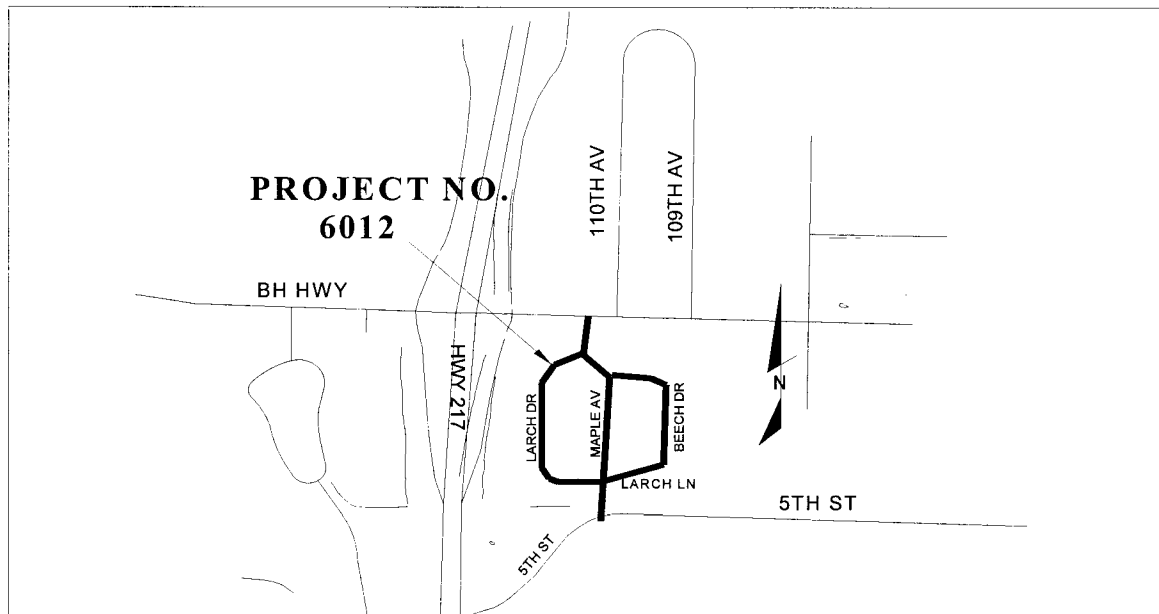 PROJECT NO.
6012
110TH AV
109TH AV
BH HWY
HWY 217
LARCH DR
MAPLE AV
BEECH DR
N
LARCH LN
5TH ST
5TH ST